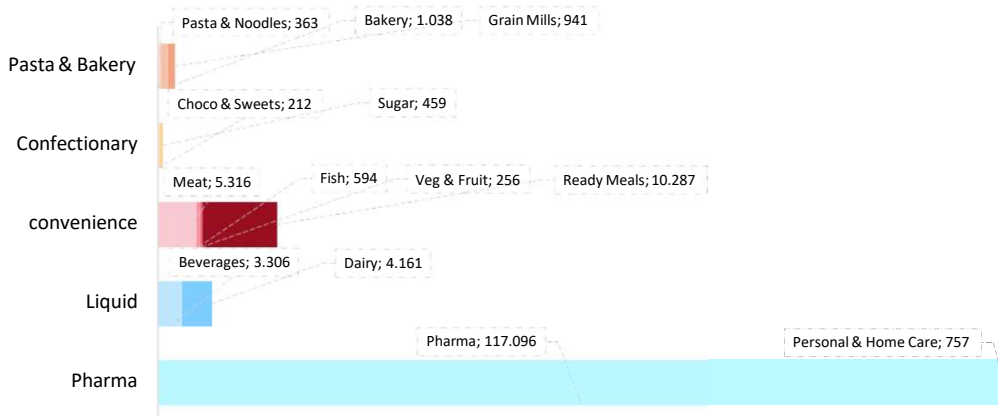 Pasta & Noodles; 363
Bakery; 1.038
Grain Mills; 941
Pasta & Bakery
Choco & Sweets; 212
Sugar; 459
Confectionary
Meat; 5.316
Fish; 594
Veg & Fruit; 256
Ready Meals; 10.287
convenience
Beverages; 3.306
Dairy; 4.161
Liquid
Pharma; 117.096
Personal & Home Care; 757
Pharma